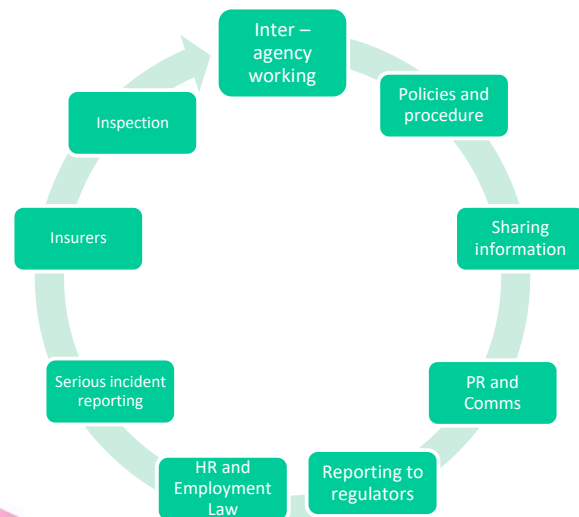 Inter –
agency
working
Policies and
procedure
Sharing
information
PR and
Comms
Reporting to
regulators
HR and
Employment
Law
Serious incident
reporting
Insurers
Inspection